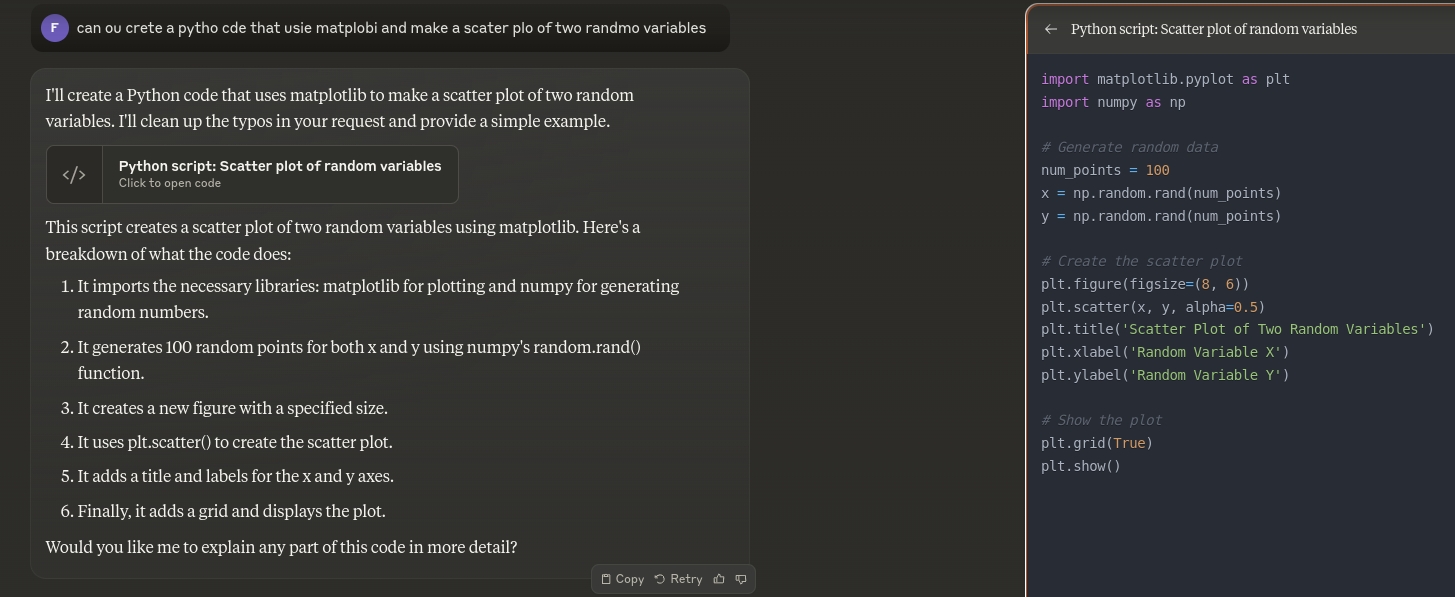 F
can ou crete a pytho cde that usie matplobi and make a scater plo of two randmo variables
I'll create a Python code that uses matplotlib to make a scatter plot of two random
variables. I'll clean up the typos in your request and provide a simple example.
</>
Python script: Scatter plot of random variables
Click to open code
This script creates a scatter plot of two random variables using matplotlib. Here's a
breakdown of what the code does:
1. It imports the necessary libraries: matplotlib for plotting and numpy for generating
random numbers.
2. It generates 100 random points for both x and y using numpy's random.rand()
function.
3. It creates a new figure with a specified size.
4. It uses plt.scatter() to create the scatter plot.
5. It adds a title and labels for the x and y axes.
6. Finally, it adds a grid and displays the plot.
Would you like me to explain any part of this code in more detail?
Copy Retry
← Python script: Scatter plot of random variables
import matplotlib.pyplot as plt
import numpy as np
# Generate random data
num_points = 100
x = np.random.rand(num_points)
y = np.random.rand(num_points)
# Create the scatter plot
plt.figure(figsize=(8, 6))
plt.scatter(x, y, alpha=0.5)
plt.title('Scatter Plot of Two Random Variables')
plt.xlabel('Random Variable X')
plt.ylabel('Random Variable Y')
# Show the plot
plt.grid(True)
plt.show()